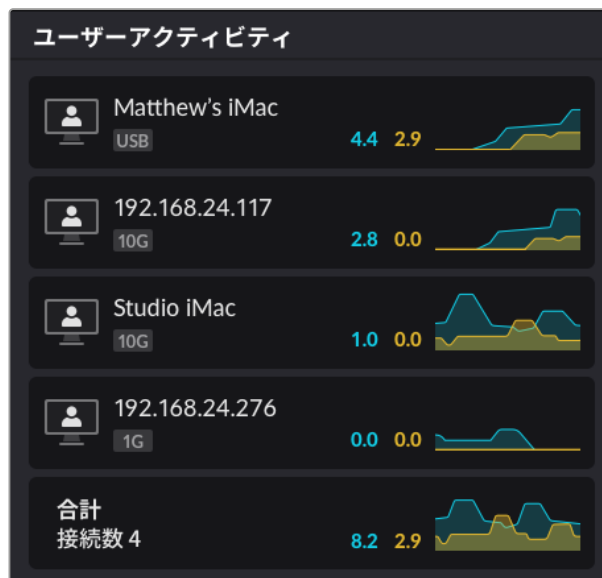 ユーザーアクティビティ
Matthew’s iMac
USB
4.4 2.9
192.168.24.117
10G
2.8 0.0
Studio iMac
10G
1.0 0.0
192.168.24.276
1G
0.0 0.0
合計
接続数 4
8.2 2.9